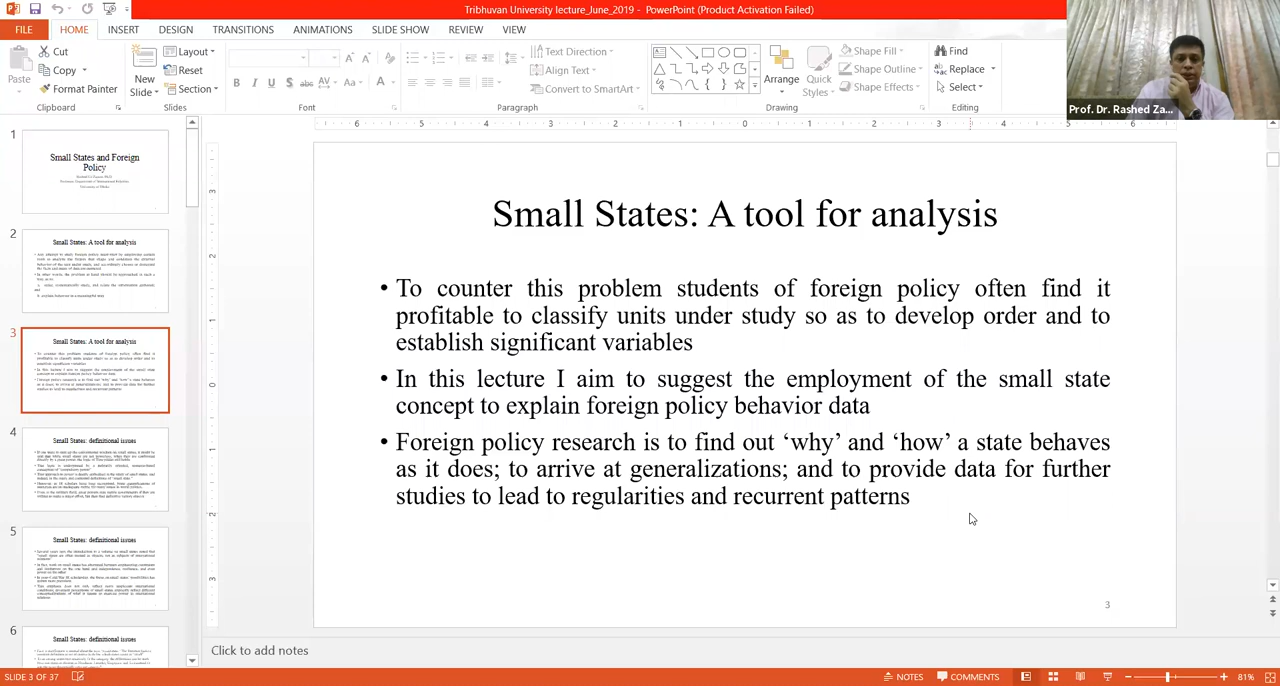 Tribhuvan University lecture_June_2019 - PowerPoint (Product Activation Failed)
FILE HOME INSERT DESIGN TRANSITIONS ANIMATIONS SLIDE SHOW REVIEW VIEW
Paste
Cut
Copy
Format Painter
Clipboard
New
Slide
Layout
Reset
Section
Slides
Font
Text Direction
Align Text
Convert to SmartArt
Paragraph
Arrange
Quick
Styles
Shape Fill
Shape Outline
Shape Effects
Drawing
Find
Replace
Select
Editing
Prof. Dr. Rashed Za...
1
Small States and Foreign
Policy
2
Small States: A tool for analysis
3
Small States: A tool for analysis
4
Small States: definitional issues
5
Small States: definitional issues
6
Small States: definitional issues
Small States: A tool for analysis
• To counter this problem students of foreign policy often find it
profitable to classify units under study so as to develop order and to
establish significant variables
• In this lecture I aim to suggest the employment of the small state
concept to explain foreign policy behavior data
• Foreign policy research is to find out ‘why’ and ‘how’ a state behaves
as it does; to arrive at generalizations; and to provide data for further
studies to lead to regularities and recurrent patterns
3
Click to add notes
SLIDE 3 OF 37
NOTES
COMMENTS
81%